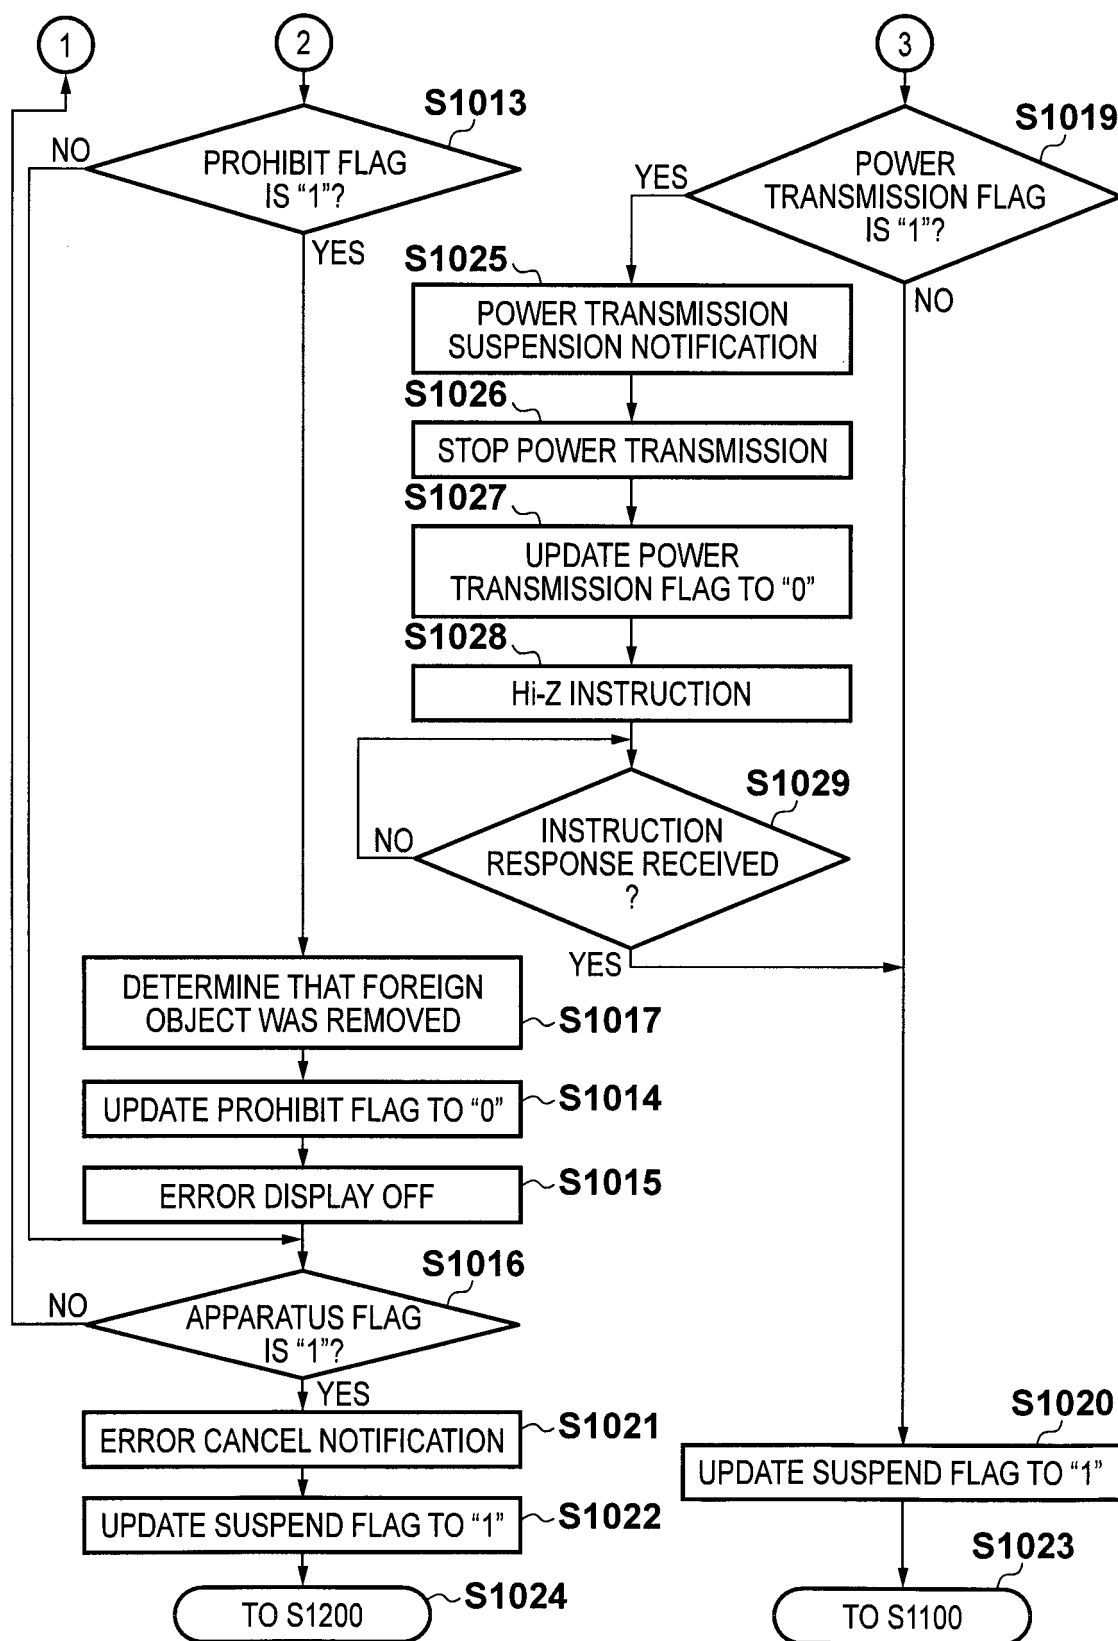 1
2
3
S1013
PROHIBIT FLAG
IS “1”?
NO
YES
S1019
POWER
TRANSMISSION FLAG
IS “1”?
YES
NO
S1025
POWER TRANSMISSION
SUSPENSION NOTIFICATION
S1026
STOP POWER TRANSMISSION
S1027
UPDATE POWER
TRANSMISSION FLAG TO “0”
S1028
Hi-Z INSTRUCTION
S1029
INSTRUCTION
RESPONSE RECEIVED
?
NO
YES
DETERMINE THAT FOREIGN
OBJECT WAS REMOVED
S1017
UPDATE PROHIBIT FLAG TO “0”
S1014
ERROR DISPLAY OFF
S1015
S1016
APPARATUS FLAG
IS “1”?
NO
YES
ERROR CANCEL NOTIFICATION
S1021
UPDATE SUSPEND FLAG TO “1”
S1022
TO S1200
S1024
S1020
UPDATE SUSPEND FLAG TO “1”
S1023
TO S1100